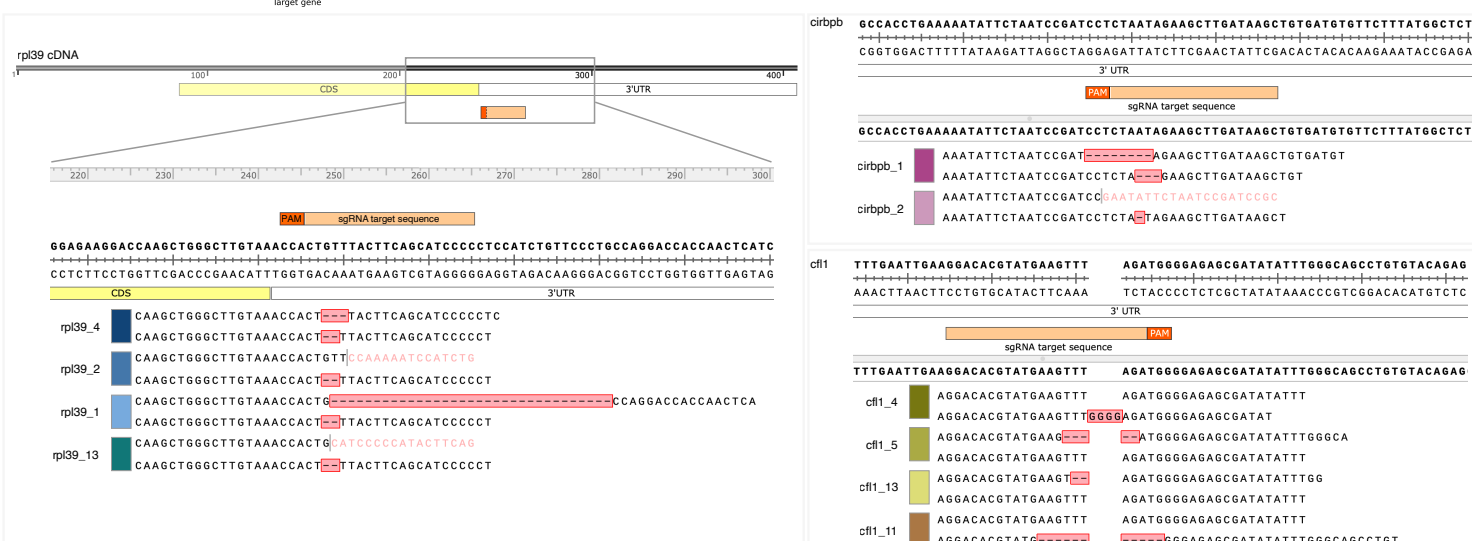 Target gene
rpl39 cDNA
1 100 200 300 400
CDS 3'UTR
220 230 240 250 260 270 280 290 300
PAM sgRNA target sequence
GGAGAAGGACCAAGCTGGGCTTGTAAACCACTGTTTACTTCAGCATCCCCCTCCATCTGTTCCCTGCCAGGACCACCAACTCATC
CCTCTTCCTGGTTCGACCCGAACATTTGGTGACAAATGAAGTCGTAGGGGGAGGTAGACAAGGGACGGTCCTGGTGGTTGAGTAG
CDS 3'UTR
rpl39_4
CAAGCTGGGCTTGTAAACCACT---TACTTCAGCATCCCCCTC
CAAGCTGGGCTTGTAAACCACT--TTACTTCAGCATCCCCCT
rpl39_2
CAAGCTGGGCTTGTAAACCACTGTTCCAAAAATCCATCTG
CAAGCTGGGCTTGTAAACCACT--TTACTTCAGCATCCCCCT
rpl39_1
CAAGCTGGGCTTGTAAACCACTG---------------------------------CCAGGACCACCAACTCA
CAAGCTGGGCTTGTAAACCACT--TTACTTCAGCATCCCCCT
rpl39_13
CAAGCTGGGCTTGTAAACCACTGCATCCCCCATACTTCAG
CAAGCTGGGCTTGTAAACCACT--TTACTTCAGCATCCCCCT
cirbpb
GCCACCTGAAAAATATTCTAATCCGATCCTCTAATAGAAGCTTGATAAGCTGTGATGTGTTCTTTATGGCTCT
CGGTGGACTTTTTATAAGATTAGGCTAGGAGATTATCTTCGAACTATTCGACACTACACAAGAAATACCGAGA
3' UTR
PAM
sgRNA target sequence
GCCACCTGAAAAATATTCTAATCCGATCCTCTAATAGAAGCTTGATAAGCTGTGATGTGTTCTTTATGGCTCT
cirbpb_1
AAATATTCTAATCCGAT--------AGAAGCTTGATAAGCTGTGATGT
AAATATTCTAATCCGATCCTCTA---GAAGCTTGATAAGCTGT
cirbpb_2
AAATATTCTAATCCGATCCGAATATTCTAATCCGATCCGC
AAATATTCTAATCCGATCCTCTA-TAGAAGCTTGATAAGCT
cfl1
TTTGAATTGAAGGACACGTATGAAGTTT AGATGGGGAGAGCGATATATTTGGGCAGCCTGTGTACAGAG
AAACTTAACTTCCTGTGCATACTTCAAA TCTACCCCTCTCGCTATATAAACCCGTCGGACACATGTCTC
3' UTR
PAM
sgRNA target sequence
TTTGAATTGAAGGACACGTATGAAGTTT AGATGGGGAGAGCGATATATTTGGGCAGCCTGTGTACAGAG
cfl1_4
AGGACACGTATGAAGTTT AGATGGGGAGAGCGATATATTT
AGGACACGTATGAAGTTTGGGGAGATGGGGAGAGCGATAT
cfl1_5
AGGACACGTATGAAG--- --ATGGGGAGAGCGATATATTTGGGCA
AGGACACGTATGAAGTTT AGATGGGGAGAGCGATATATTT
cfl1_13
AGGACACGTATGAAGT-- AGATGGGGAGAGCGATATATTTGG
AGGACACGTATGAAGTTT AGATGGGGAGAGCGATATATTT
cfl1_11
AGGACACGTATGAAGTTT AGATGGGGAGAGCGATATATTT
AGGACACGTATG------ -----GGGAGAGCGATATATTTGGGCAGCCTGT